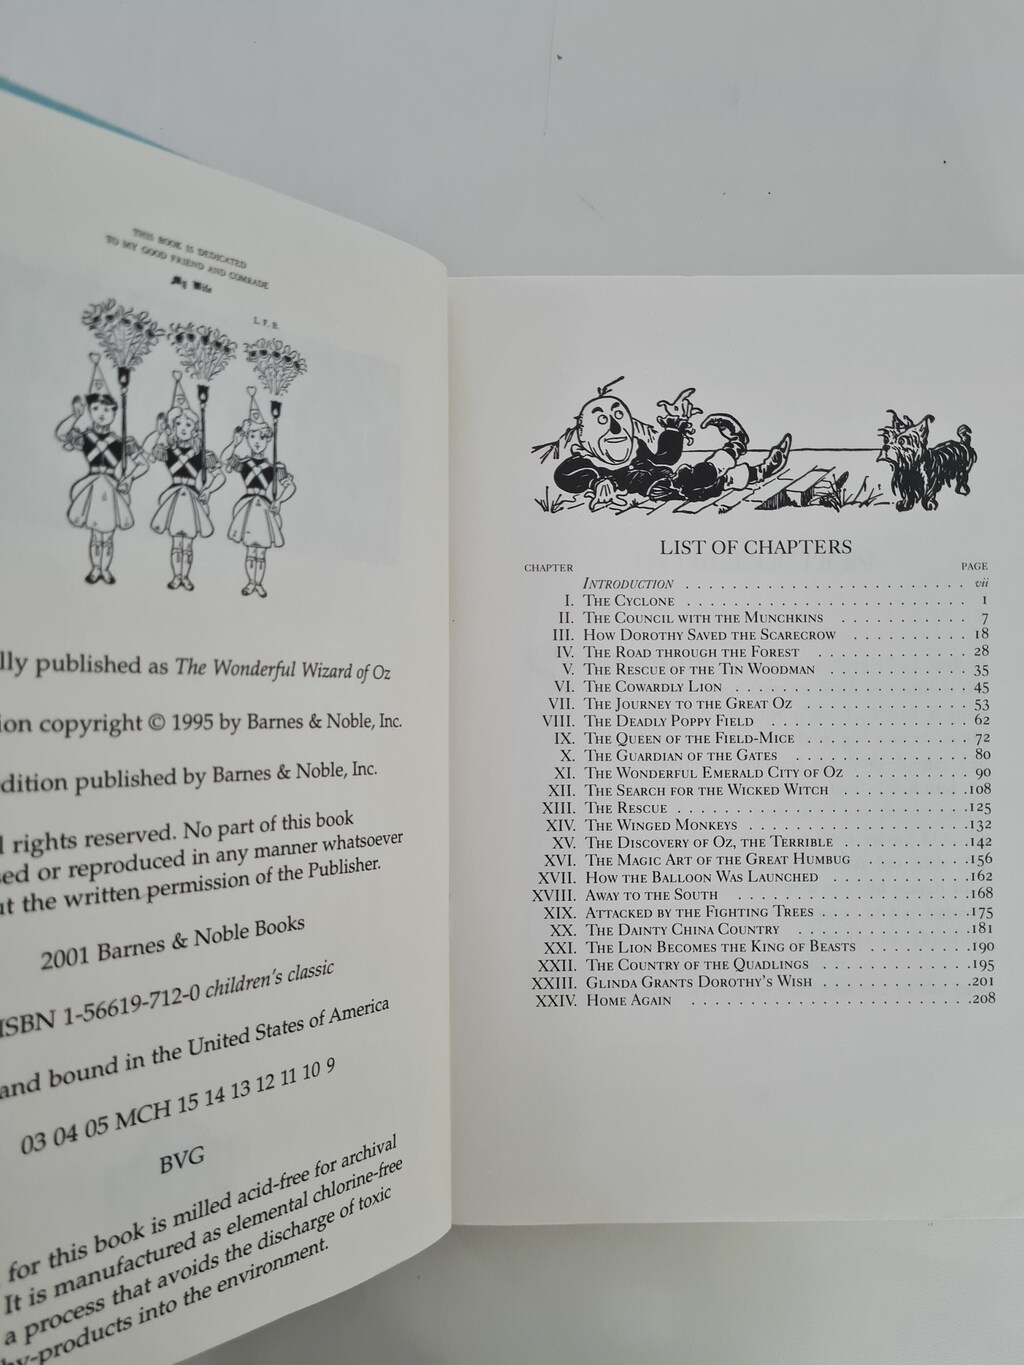 THIS BOOK IS DEDICATED
TO MY GOOD FRIEND AND COMRADE
My Wife
L. F. B.
lly published as The Wonderful Wizard of Oz
ion copyright © 1995 by Barnes & Noble, Inc.
dition published by Barnes & Noble, Inc.
l rights reserved. No part of this book
sed or reproduced in any manner whatsoever
ut the written permission of the Publisher.
2001 Barnes & Noble Books
ISBN 1-56619-712-0 children's classic
and bound in the United States of America
03 04 05 MCH 15 14 13 12 11 10 9
BVG
for this book is milled acid-free for archival
It is manufactured as elemental chlorine-free
a process that avoids the discharge of toxic
by-products into the environment.
LIST OF CHAPTERS
CHAPTER PAGE
INTRODUCTION . . . . . . . . . . . . . . . . . . . . . . . . vii
I. THE CYCLONE . . . . . . . . . . . . . . . . . . . . . . . . 1
II. THE COUNCIL WITH THE MUNCHKINS . . . . . . . . . . . 7
III. HOW DOROTHY SAVED THE SCARECROW . . . . . . . . . . 18
IV. THE ROAD THROUGH THE FOREST . . . . . . . . . . . . . 28
V. THE RESCUE OF THE TIN WOODMAN . . . . . . . . . . . . 35
VI. THE COWARDLY LION . . . . . . . . . . . . . . . . . . . . 45
VII. THE JOURNEY TO THE GREAT OZ . . . . . . . . . . . . . . 53
VIII. THE DEADLY POPPY FIELD . . . . . . . . . . . . . . . . . 62
IX. THE QUEEN OF THE FIELD-MICE . . . . . . . . . . . . . . 72
X. THE GUARDIAN OF THE GATES . . . . . . . . . . . . . . . 80
XI. THE WONDERFUL EMERALD CITY OF OZ . . . . . . . . . . 90
XII. THE SEARCH FOR THE WICKED WITCH . . . . . . . . . . .108
XIII. THE RESCUE . . . . . . . . . . . . . . . . . . . . . . . . .125
XIV. THE WINGED MONKEYS . . . . . . . . . . . . . . . . . . .132
XV. THE DISCOVERY OF OZ, THE TERRIBLE . . . . . . . . . . .142
XVI. THE MAGIC ART OF THE GREAT HUMBUG . . . . . . . . .156
XVII. HOW THE BALLOON WAS LAUNCHED . . . . . . . . . . . .162
XVIII. AWAY TO THE SOUTH . . . . . . . . . . . . . . . . . . . .168
XIX. ATTACKED BY THE FIGHTING TREES . . . . . . . . . . . . .175
XX. THE DAINTY CHINA COUNTRY . . . . . . . . . . . . . . .181
XXI. THE LION BECOMES THE KING OF BEASTS . . . . . . . . .190
XXII. THE COUNTRY OF THE QUADLINGS . . . . . . . . . . . . .195
XXIII. GLINDA GRANTS DOROTHY'S WISH . . . . . . . . . . . . .201
XXIV. HOME AGAIN . . . . . . . . . . . . . . . . . . . . . . . .208